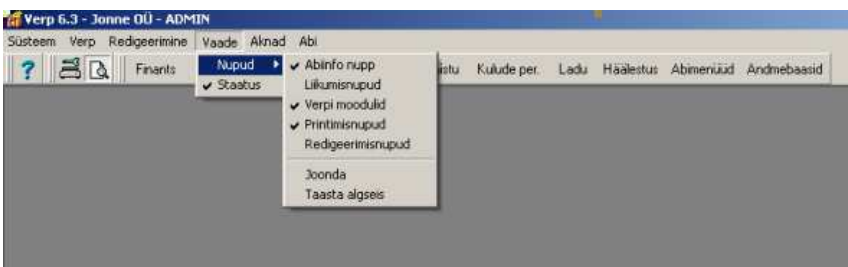 Verp 6.3 - Jonne OÜ - ADMIN
Süsteem Verp Redigeerimine Vaade Aknad Abi
? Finants Kulude per. Ladu Häälestus Abimenüüd Andmebaasid
Nupud
Staatus
Abiinfo nupp
Liikumisnupud
Verpi moodulid
Printimisnupud
Redigeerimisnupud
Joonda
Taasta algseis